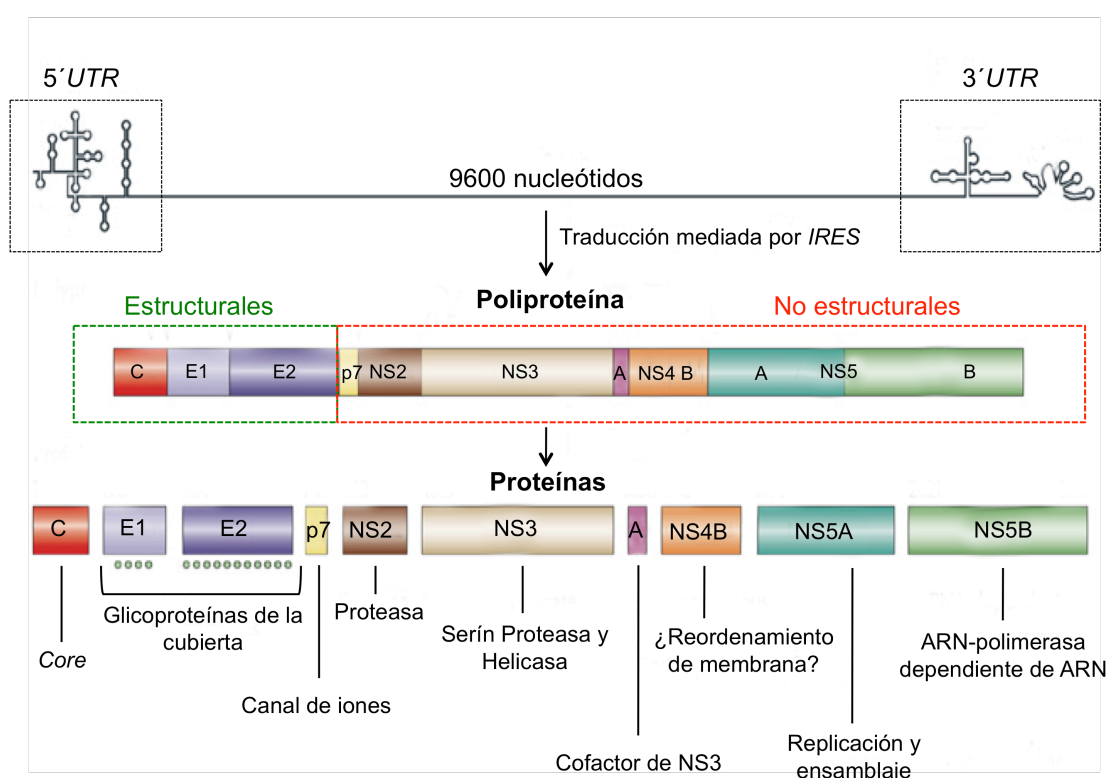 5´UTR
3´UTR
9600 nucleótidos
Traducción mediada por IRES
Poliproteína
Estructurales
No estructurales
C
E1
E2
p7
NS2
NS3
A
NS4 B
A
NS5
B
Proteínas
C
E1
E2
p7
NS2
NS3
A
NS4B
NS5A
NS5B
Core
Glicoproteínas de la
cubierta
Canal de iones
Proteasa
Serín Proteasa y
Helicasa
Cofactor de NS3
¿Reordenamiento
de membrana?
Replicación y
ensamblaje
ARN-polimerasa
dependiente de ARN